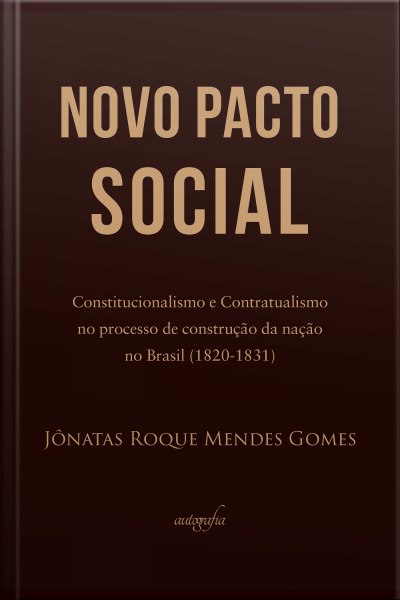 NOVO PACTO
SOCIAL
Constitucionalismo e Contratualismo
no processo de construção da nação
no Brasil (1820-1831)
Jônatas Roque Mendes Gomes
autografia